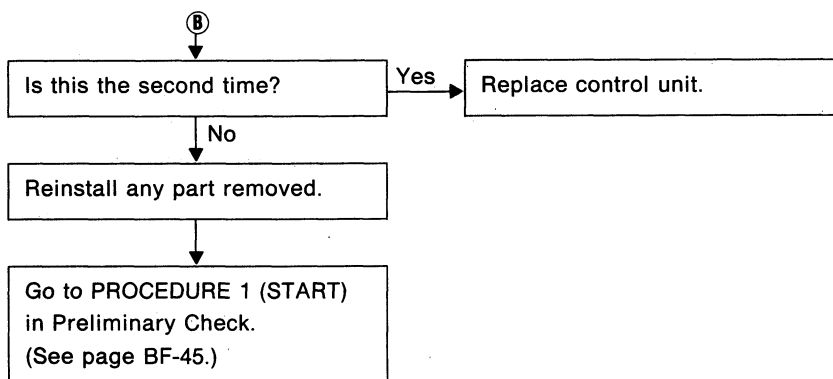 B
Is this the second time?
Yes
Replace control unit.
No
Reinstall any part removed.
Go to PROCEDURE 1 (START)
in Preliminary Check.
(See page BF-45.)